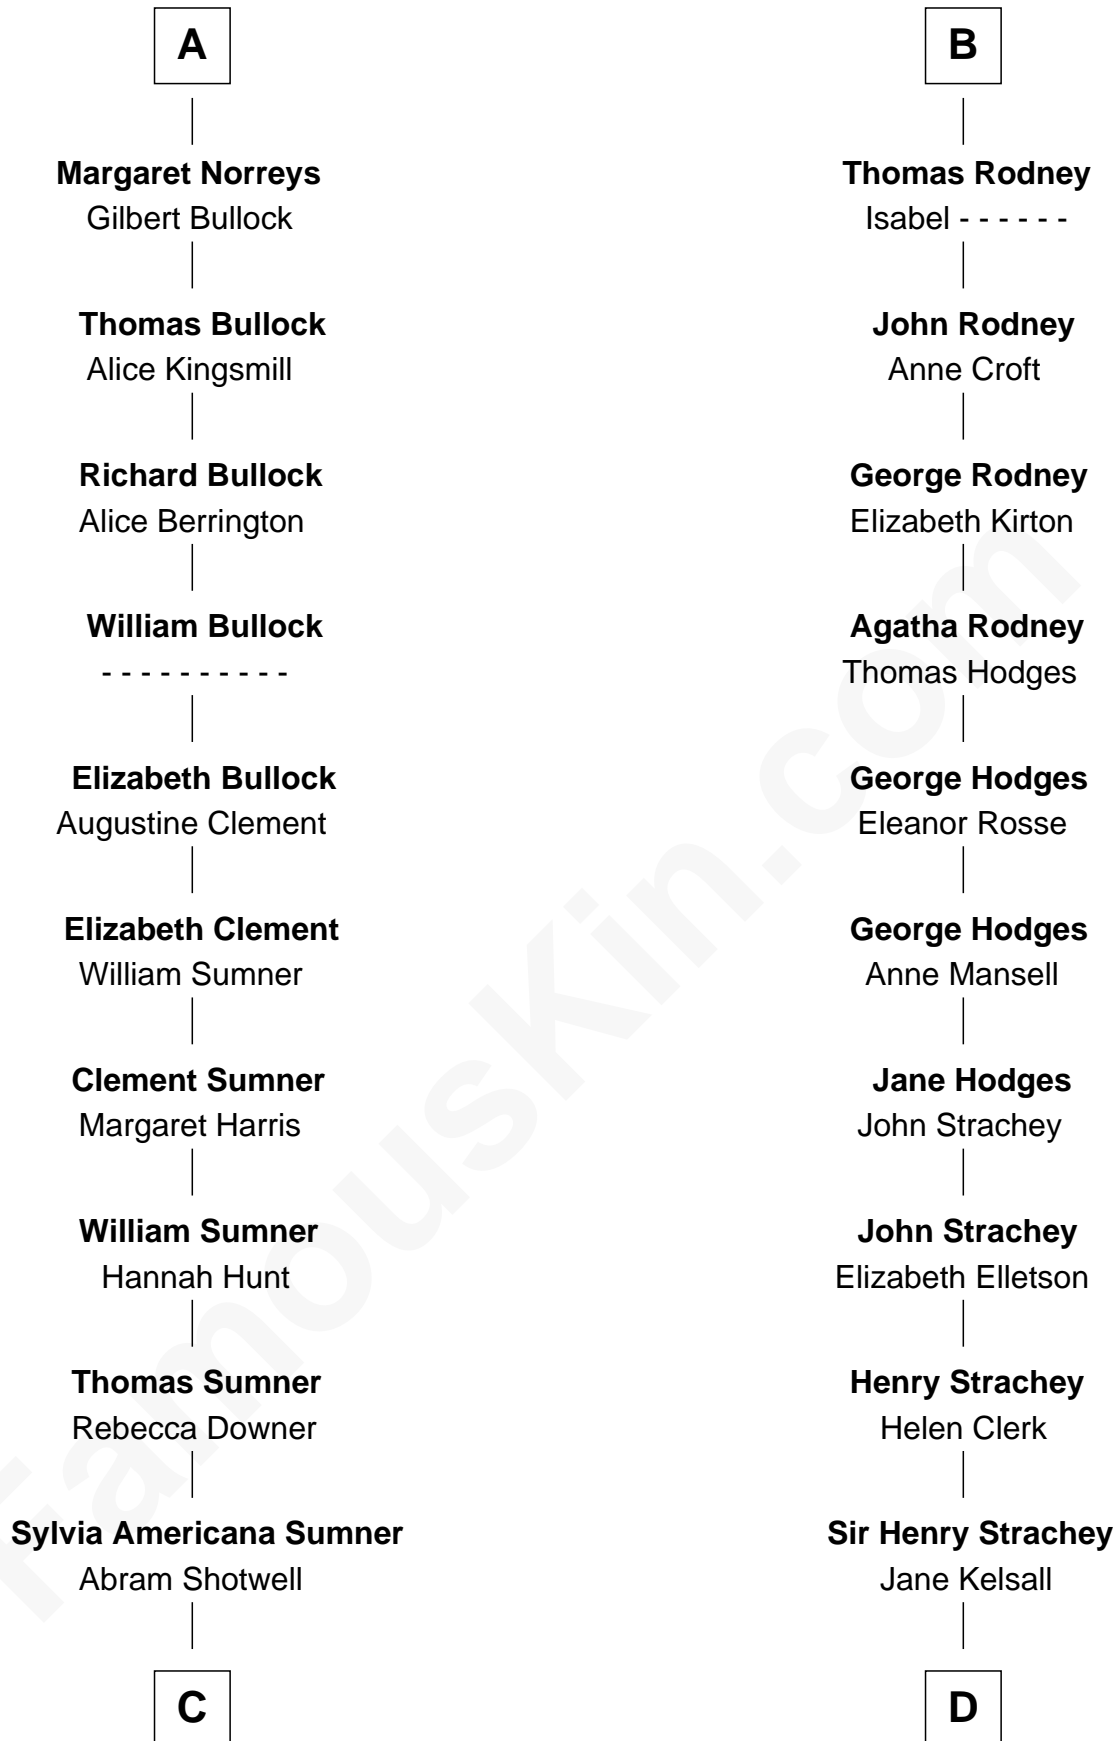 A
Margaret Norreys
Gilbert Bullock
Thomas Bullock
Alice Kingsmill
Richard Bullock
Alice Berrington
William Bullock
- - - - - - - - - -
Elizabeth Bullock
Augustine Clement
Elizabeth Clement
William Sumner
Clement Sumner
Margaret Harris
William Sumner
Hannah Hunt
Thomas Sumner
Rebecca Downer
Sylvia Americana Sumner
Abram Shotwell
C
B
Thomas Rodney
Isabel - - - - - -
John Rodney
Anne Croft
George Rodney
Elizabeth Kirton
Agatha Rodney
Thomas Hodges
George Hodges
Eleanor Rosse
George Hodges
Anne Mansell
Jane Hodges
John Strachey
John Strachey
Elizabeth Elletson
Henry Strachey
Helen Clerk
Sir Henry Strachey
Jane Kelsall
D
FamousKin.com